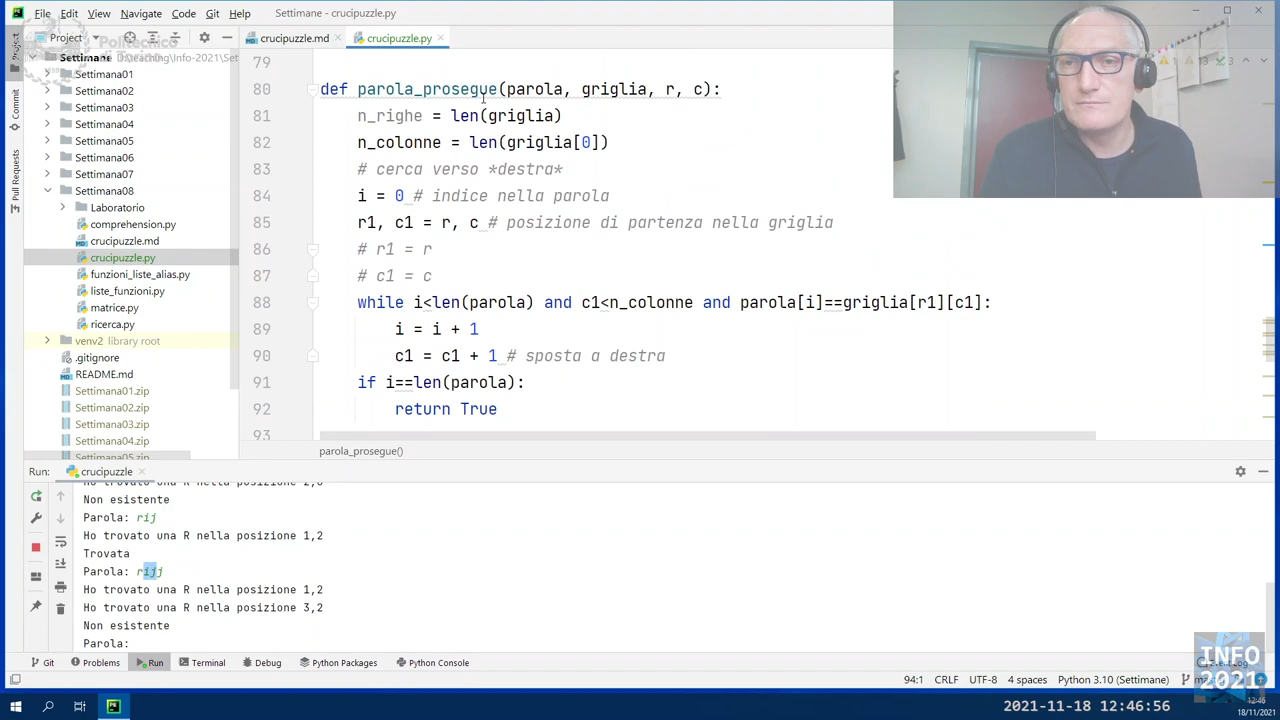 File Edit View Navigate Code Git Help Settimane - crucipuzzle.py
Politecnico
di Torino
crucipuzzle.md
crucipuzzle.py
Project
Settimane
Settimana01
Settimana02
Settimana03
Settimana04
Settimana05
Settimana06
Settimana07
Settimana08
Laboratorio
comprehension.py
crucipuzzle.md
crucipuzzle.py
funzioni_liste_alias.py
liste_funzioni.py
matrice.py
ricerca.py
venv2 library root
.gitignore
README.md
Settimana01.zip
Settimana02.zip
Settimana03.zip
Settimana04.zip
Settimana05.zip
Project
Commit
Pull Requests
79
80 def parola_prosegue(parola, griglia, r, c):
81 n_righe = len(griglia)
82 n_colonne = len(griglia[0])
83 # cerca verso *destra*
84 i = 0 # indice nella parola
85 r1, c1 = r, c # posizione di partenza nella griglia
86 # r1 = r
87 # c1 = c
88 while i<len(parola) and c1<n_colonne and parola[i]==griglia[r1][c1]:
89 i = i + 1
90 c1 = c1 + 1 # sposta a destra
91 if i==len(parola):
92 return True
93
parola_prosegue()
Run: crucipuzzle
Ho trovato una R nella posizione 2,0
Non esistente
Parola: rij
Ho trovato una R nella posizione 1,2
Trovata
Parola: rijj
Ho trovato una R nella posizione 1,2
Ho trovato una R nella posizione 3,2
Non esistente
Parola:
Git Problems Run Terminal Debug Python Packages Python Console
94:1 CRLF UTF-8 4 spaces Python 3.10 (Settimane)
INFO
2021
2021-11-18 12:46:56
12:46
18/11/2021